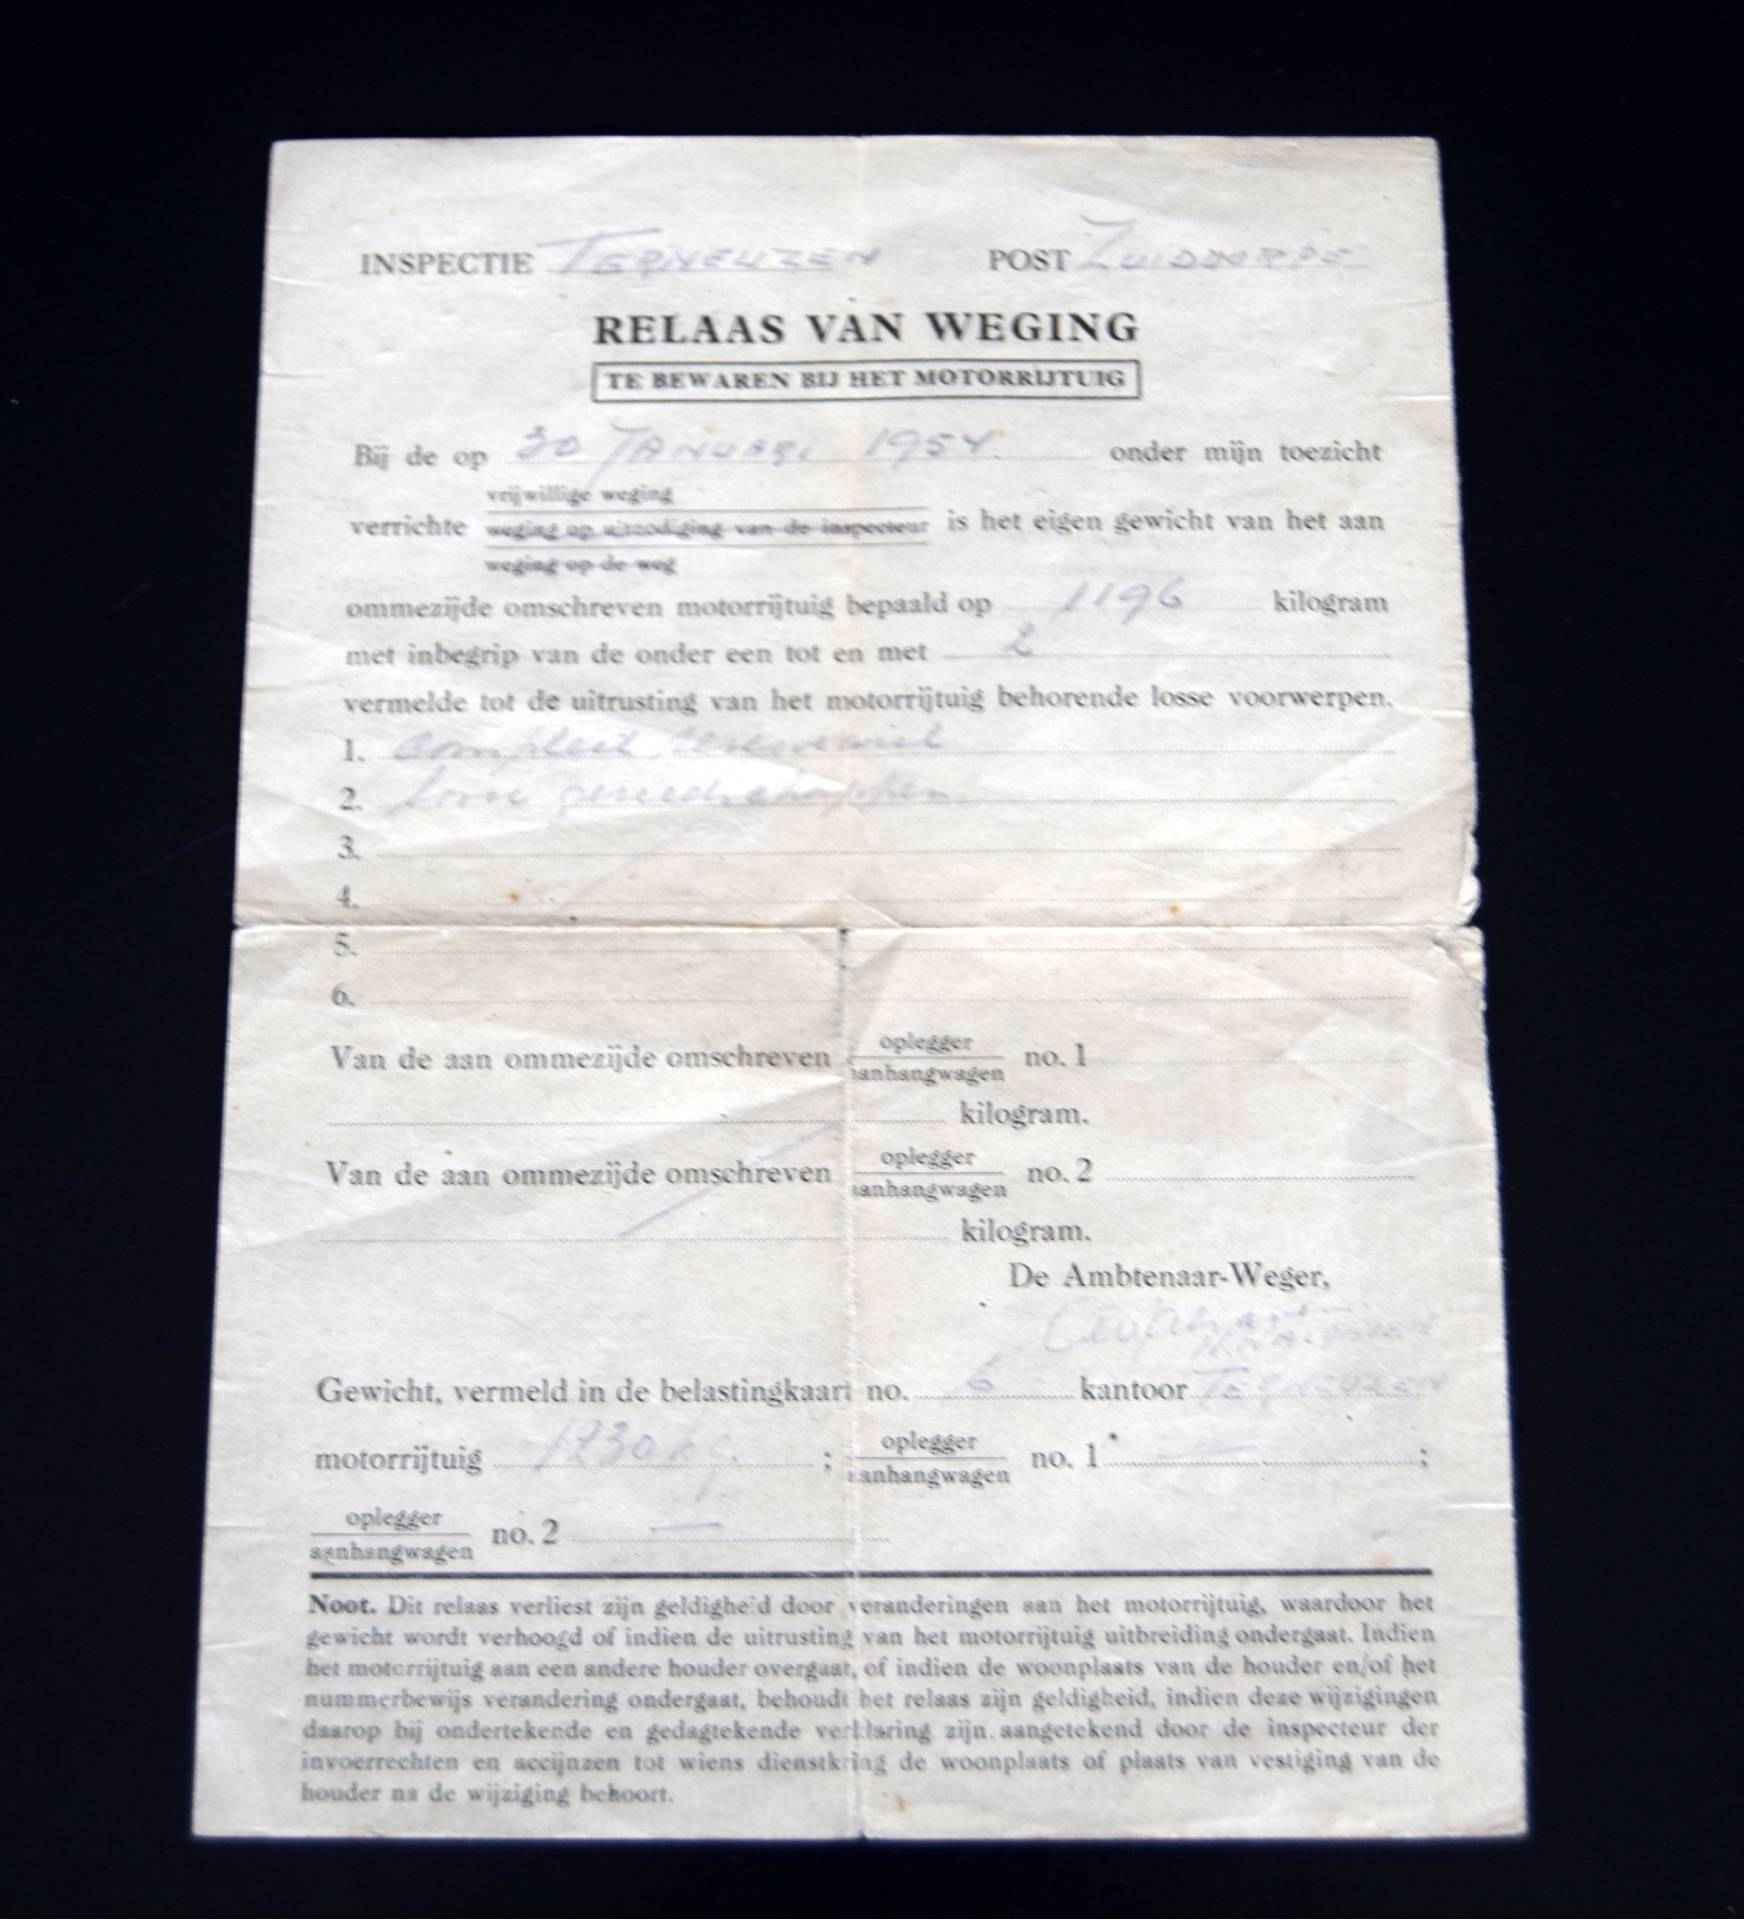 INSPECTIE TERNEUZEN POST ZUIDDORPE
RELAAS VAN WEGING
TE BEWAREN BIJ HET MOTORRIJTUIG
Bij de op 30 JANUARI 1954. onder mijn toezicht
vrijwillige weging
verrichte weging op uitnodiging van de inspecteur is het eigen gewicht van het aan
weging op de weg
ommezijde omschreven motorrijtuig bepaald op 1196 kilogram
met inbegrip van de onder een tot en met 2
vermelde tot de uitrusting van het motorrijtuig behorende losse voorwerpen.
1. compleet reservewiel
2. losse gereedschappen.
3.
4.
5.
6.
Van de aan ommezijde omschreven oplegger no. 1
aanhangwagen
kilogram.
Van de aan ommezijde omschreven oplegger no. 2
aanhangwagen
kilogram.
De Ambtenaar-Weger,
Gewicht, vermeld in de belastingkaart no. 6 kantoor TERNEUZEN
motorrijtuig 1230 kg. ; oplegger no. 1 — ;
aanhangwagen
oplegger no. 2 —
aanhangwagen
Noot. Dit relaas verliest zijn geldigheid door veranderingen aan het motorrijtuig, waardoor het
gewicht wordt verhoogd of indien de uitrusting van het motorrijtuig uitbreiding ondergaat. Indien
het motorrijtuig aan een andere houder overgaat, of indien de woonplaats van de houder en/of het
nummerbewijs verandering ondergaat, behoudt het relaas zijn geldigheid, indien deze wijzigingen
daarop bij ondertekende en gedagtekende verklaring zijn aangetekend door de inspecteur der
invoerrechten en accijnzen tot wiens dienstkring de woonplaats of plaats van vestiging van de
houder na de wijziging behoort.